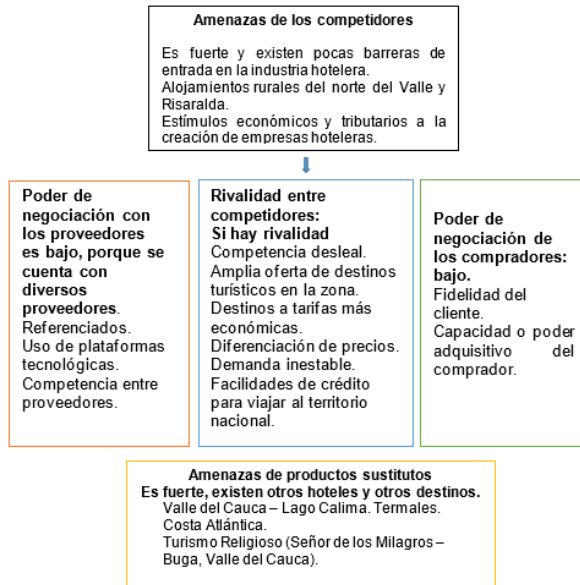 Amenazas de los competidores
Es fuerte y existen pocas barreras de
entrada en la industria hotelera.
Alojamientos rurales del norte del Valle y
Risaralda.
Estímulos económicos y tributarios a la
creación de empresas hoteleras.
Poder de
negociación con
los proveedores
es bajo, porque se
cuenta con
diversos
proveedores.
Referenciados.
Uso de plataformas
tecnológicas.
Competencia entre
proveedores.
Rivalidad entre
competidores:
Si hay rivalidad
Competencia desleal.
Amplia oferta de destinos
turísticos en la zona.
Destinos a tarifas más
económicas.
Diferenciación de precios.
Demanda inestable.
Facilidades de crédito
para viajar al territorio
nacional.
Poder de
negociación de
los compradores:
bajo.
Fidelidad del
cliente.
Capacidad o poder
adquisitivo del
comprador.
Amenazas de productos sustitutos
Es fuerte, existen otros hoteles y otros destinos.
Valle del Cauca – Lago Calima. Termales.
Costa Atlántica.
Turismo Religioso (Señor de los Milagros –
Buga, Valle del Cauca).